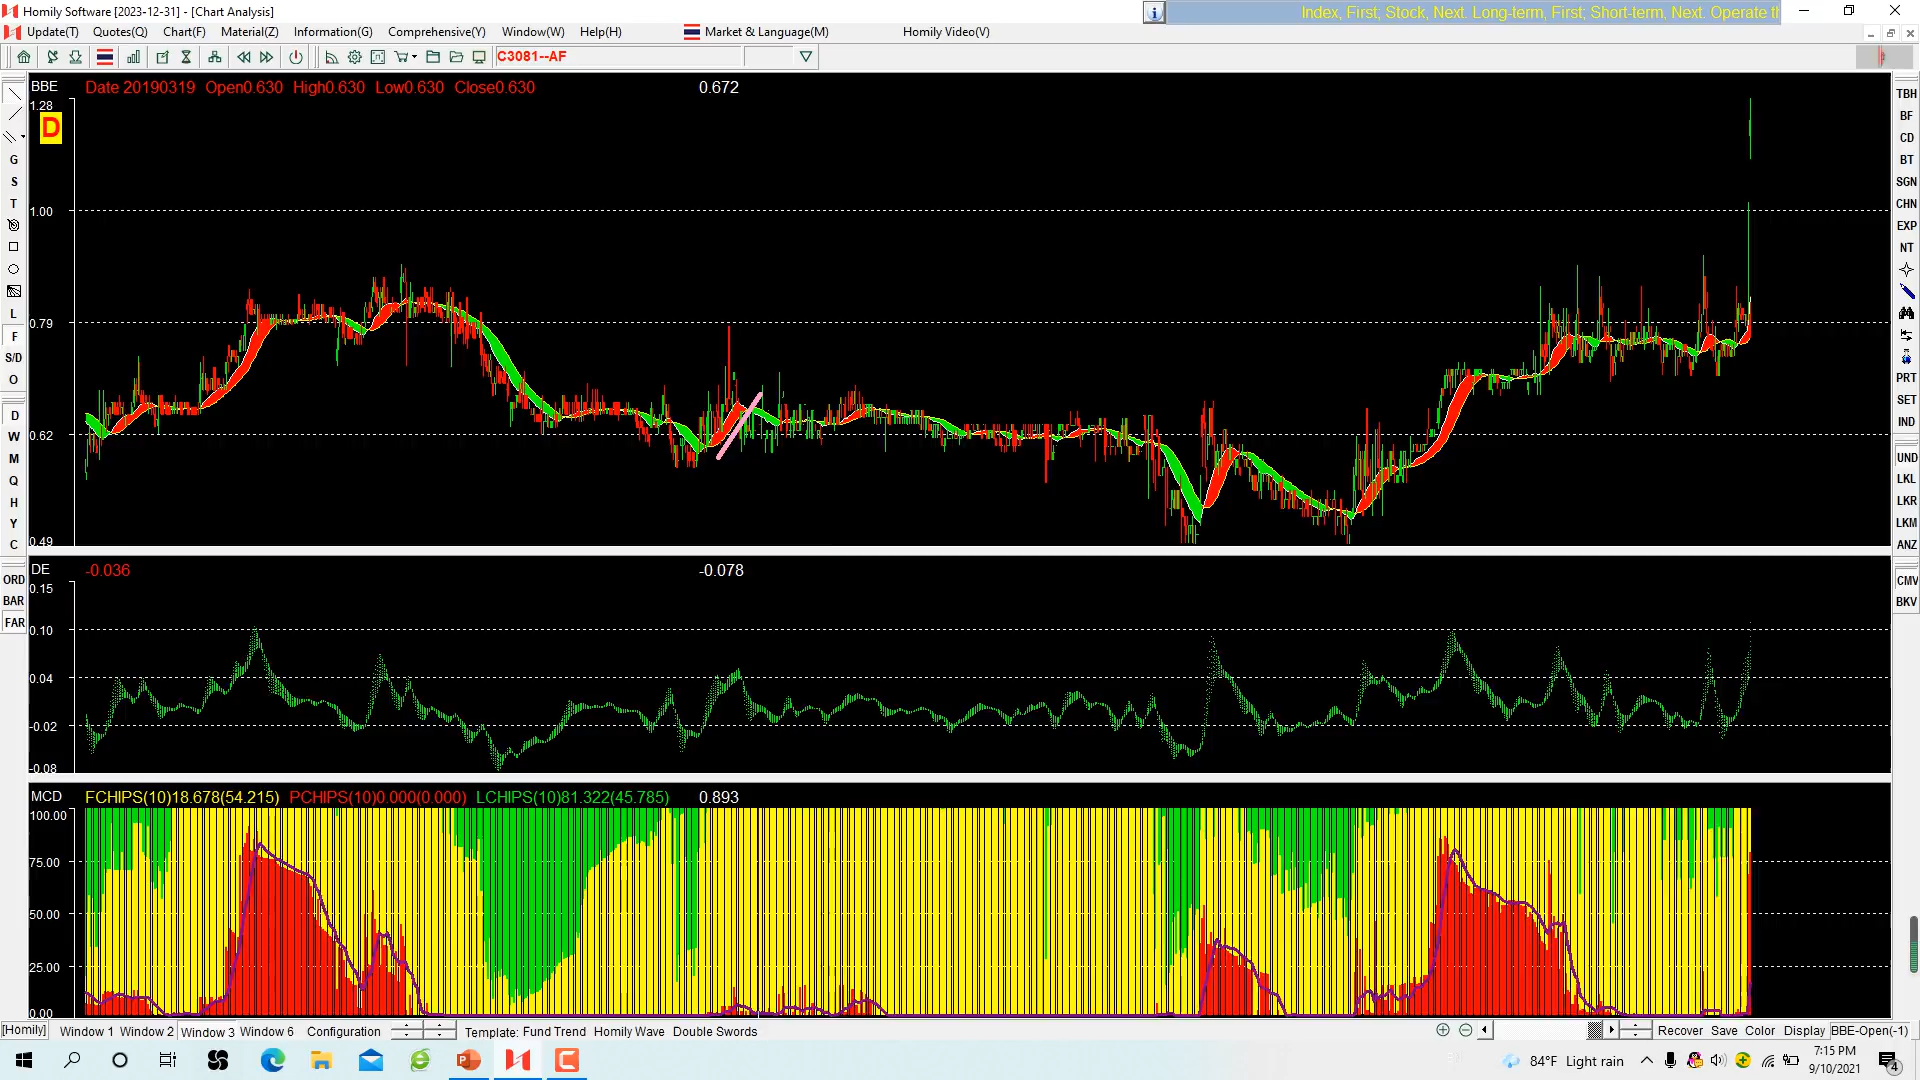 Homily Software [2023-12-31] - [Chart Analysis]
Index, First; Stock, Next. Long-term, First; Short-term, Next. Operate th
Update(T) Quotes(Q) Chart(F) Material(Z) Information(G) Comprehensive(Y) Window(W) Help(H) Market & Language(M) Homily Video(V)
C3081--AF
BBE Date 20190319 Open0.630 High0.630 Low0.630 Close0.630 0.672
1.28
D
1.00
0.79
0.62
0.49
DE -0.036 -0.078
0.15
0.10
0.04
-0.02
-0.08
MCD FCHIPS(10)18.678(54.215) PCHIPS(10)0.000(0.000) LCHIPS(10)81.322(45.785) 0.893
100.00
75.00
50.00
25.00
0.00
G
S
T
L
F
S/D
O
D
W
M
Q
H
Y
C
ORD
BAR
FAR
TBH
BF
CD
BT
SGN
CHN
EXP
NT
PRT
SET
IND
UND
LKL
LKR
LKM
ANZ
CMV
BKV
[Homily] Window 1 Window 2 Window 3 Window 6 Configuration Template: Fund Trend Homily Wave Double Swords Recover Save Color Display BBE-Open(-1)
84°F Light rain
7:15 PM
9/10/2021
4